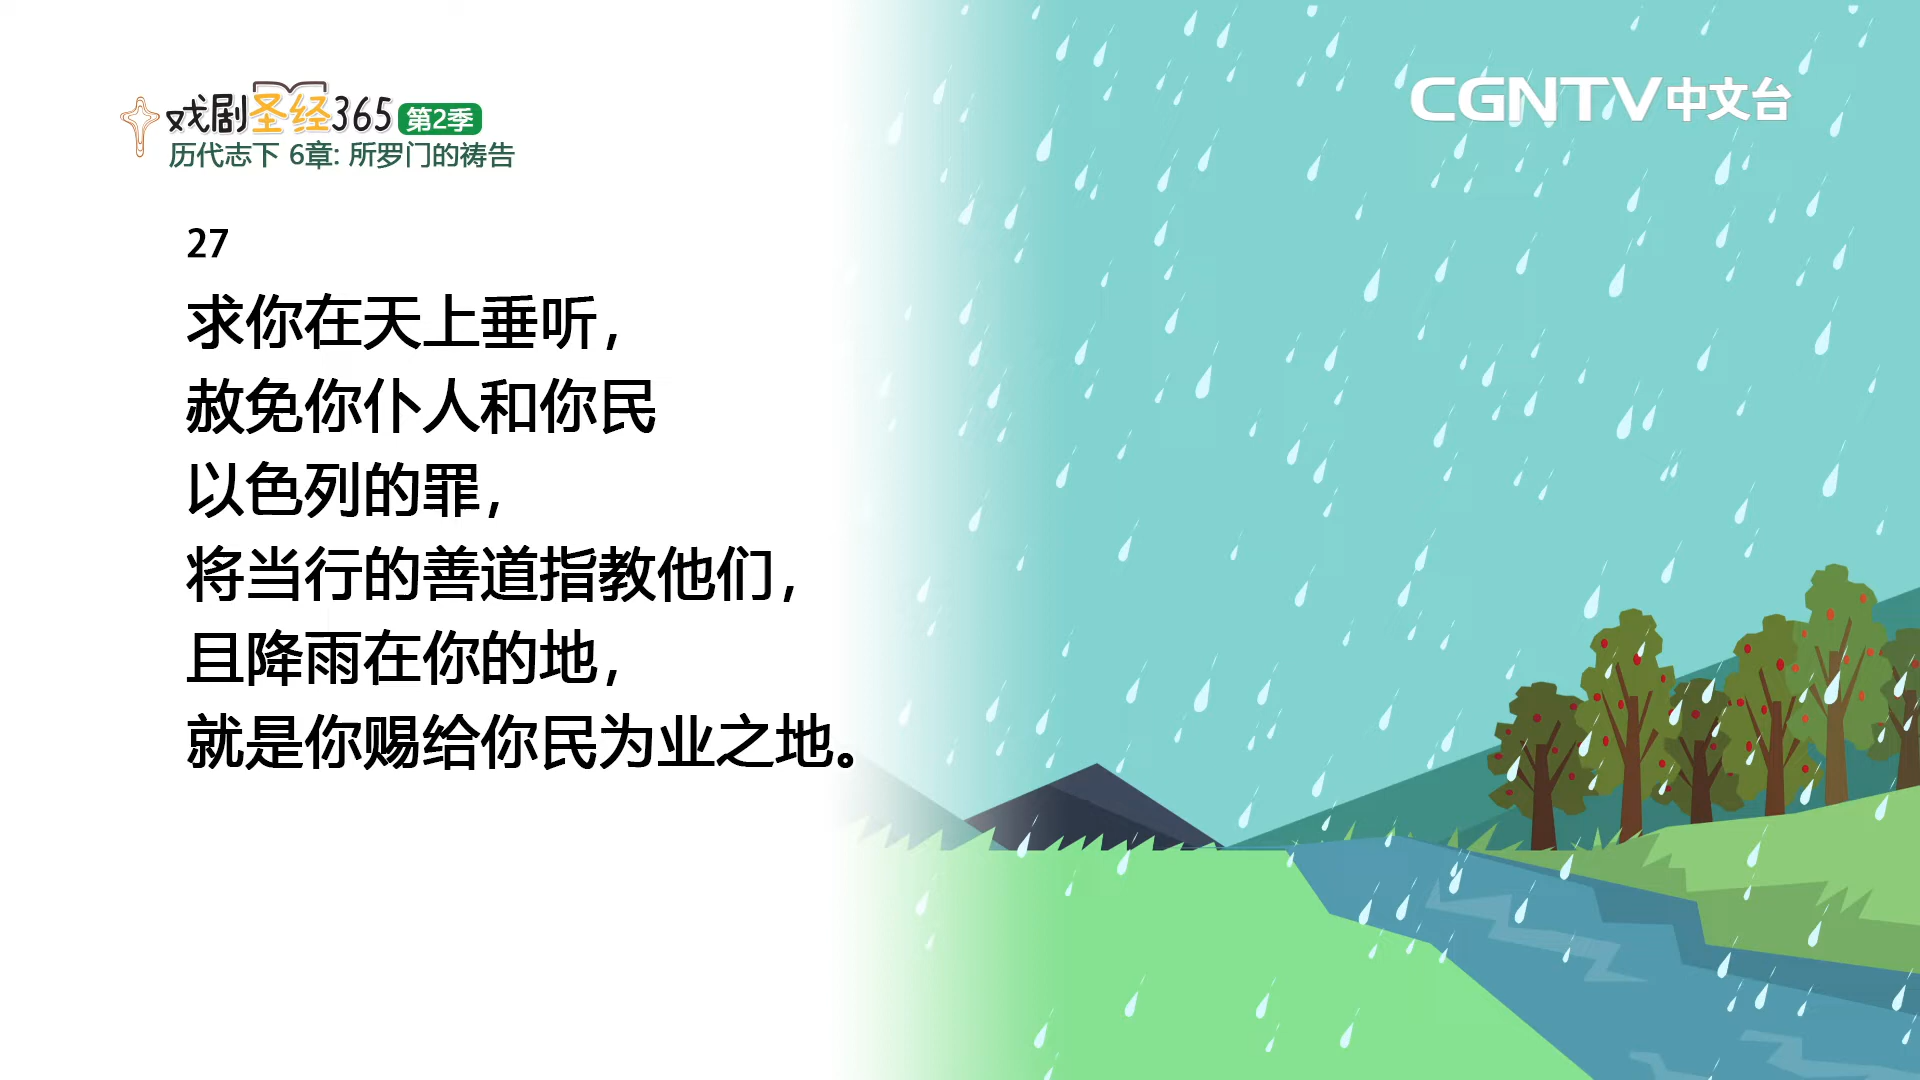 戏剧圣经365 第2季
历代志下 6章: 所罗门的祷告
CGNTV中文台
27
求你在天上垂听，
赦免你仆人和你民
以色列的罪，
将当行的善道指教他们，
且降雨在你的地，
就是你赐给你民为业之地。